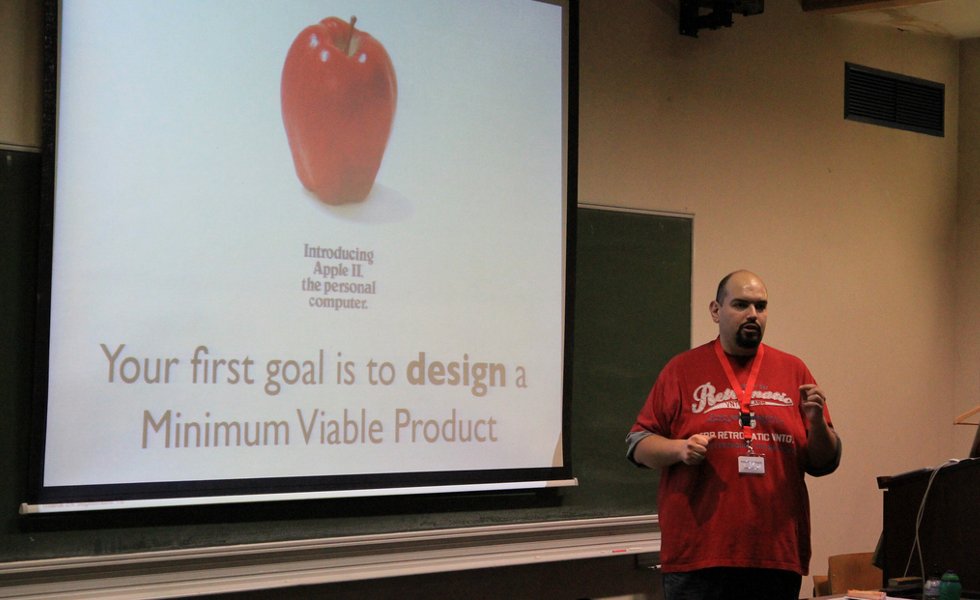 Introducing
Apple II,
the personal
computer.
Your first goal is to design a
Minimum Viable Product